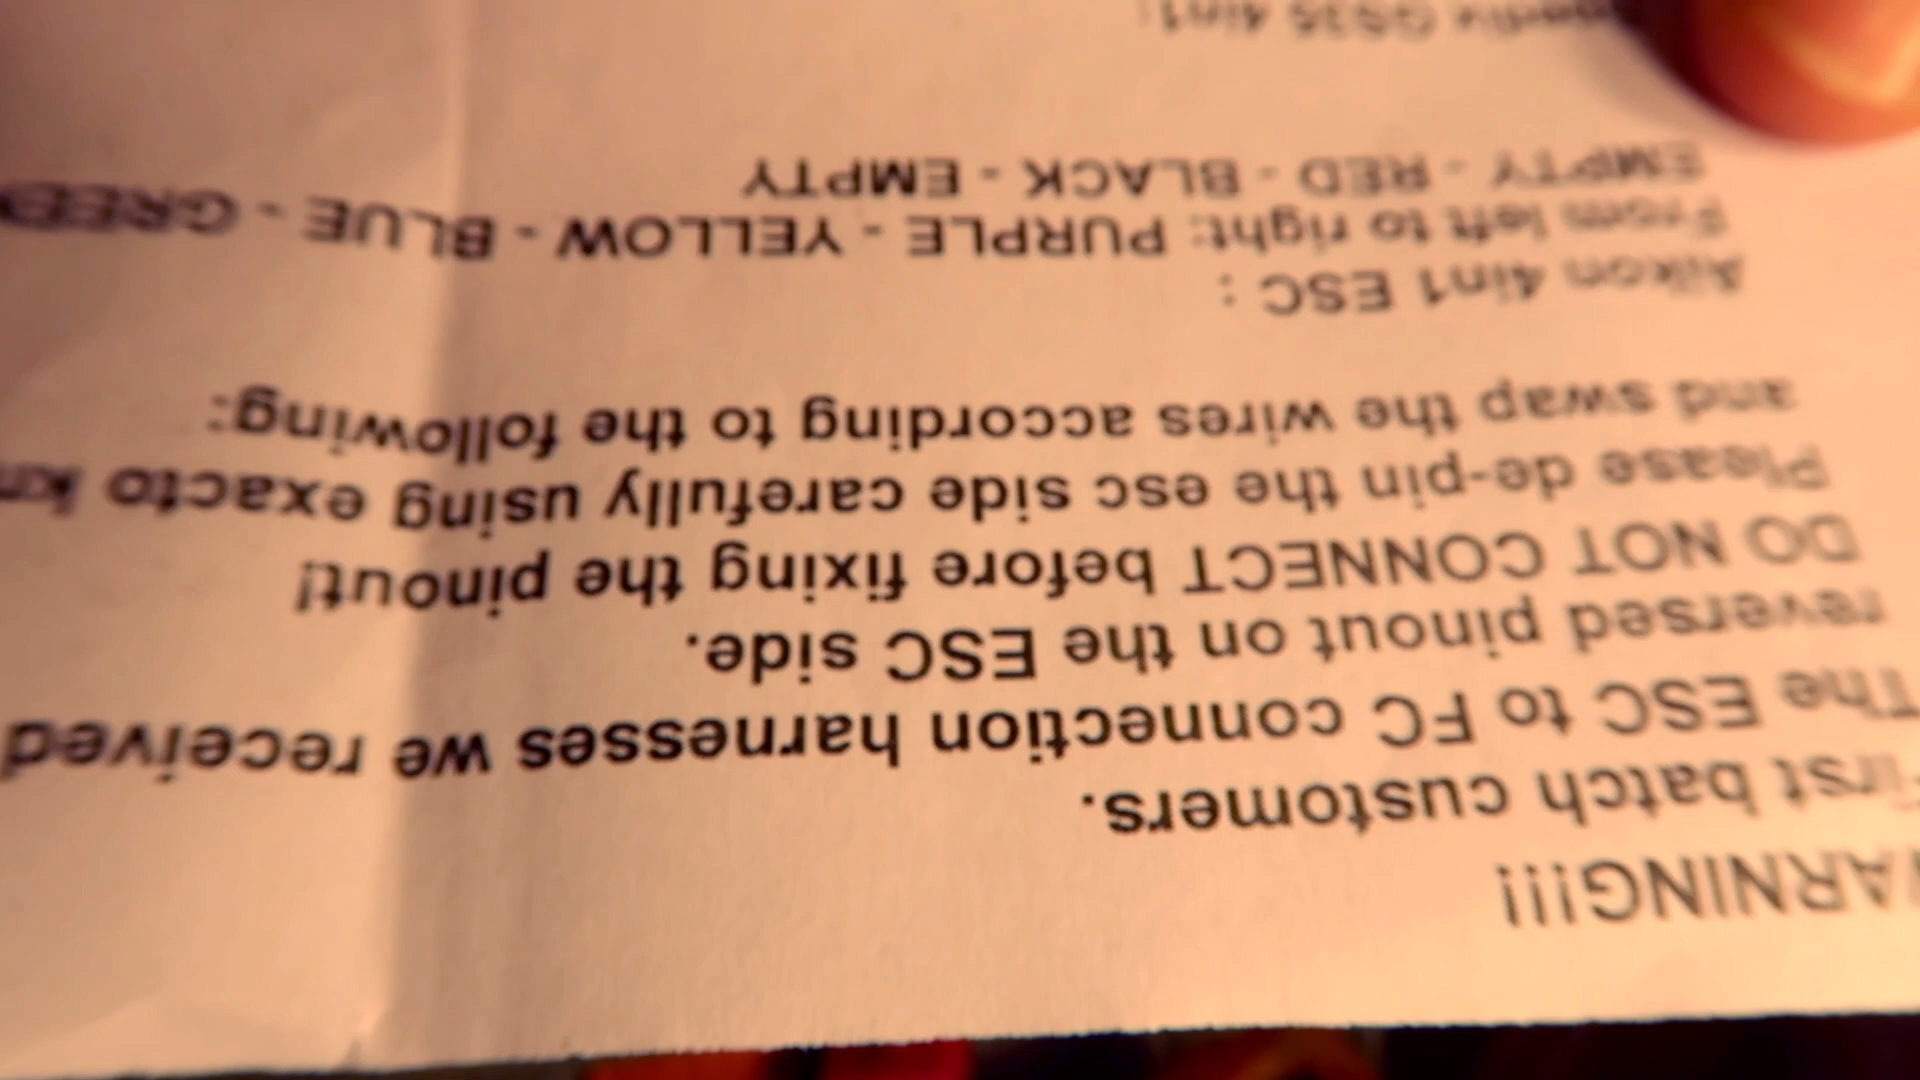 WARNING!!!
First batch customers.
The ESC to FC connection harnesses we received
reversed pinout on the ESC side.
DO NOT CONNECT before fixing the pinout!
Please de-pin the esc side carefully using exacto
and swap the wires according to the following:
Aikon 4in1 ESC :
From left to right: PURPLE - YELLOW - BLUE -
EMPTY - RED - BLACK - EMPTY
GS35 4in1: